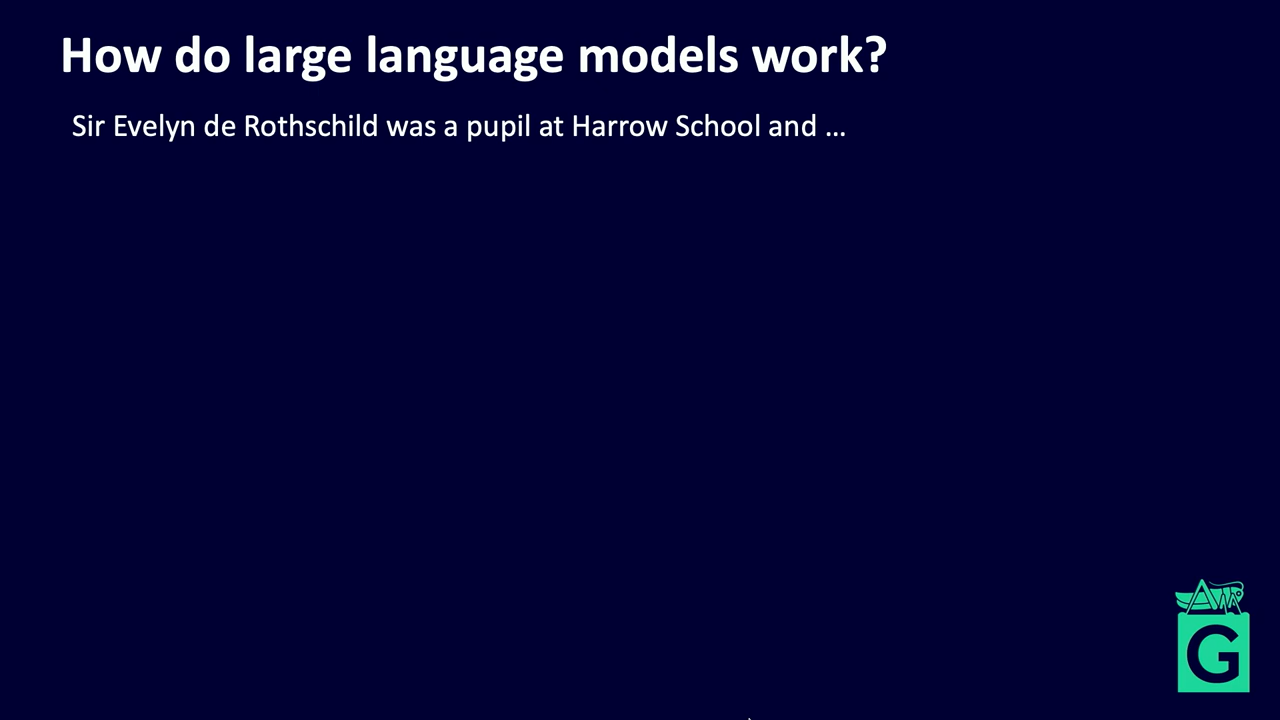 How do large language models work?
Sir Evelyn de Rothschild was a pupil at Harrow School and ...
G